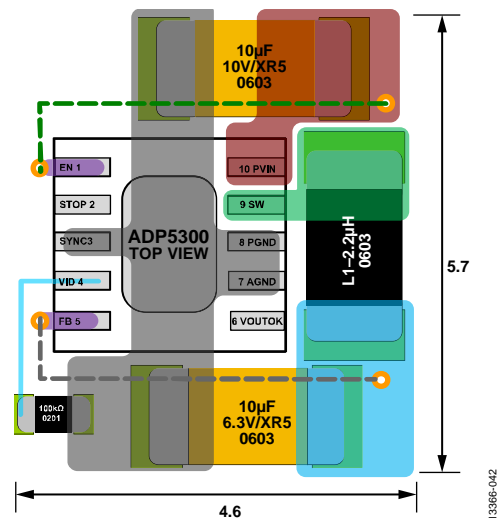 10µF
10V/XR5
0603
EN 1
10 PVIN
STOP 2
9 SW
SYNC3
ADP5300
TOP VIEW
8 PGND
VID 4
7 AGND
FB 5
6 VOUTOK
L1–2.2µH
0603
5.7
100kΩ
0201
10µF
6.3V/XR5
0603
4.6
13366-042